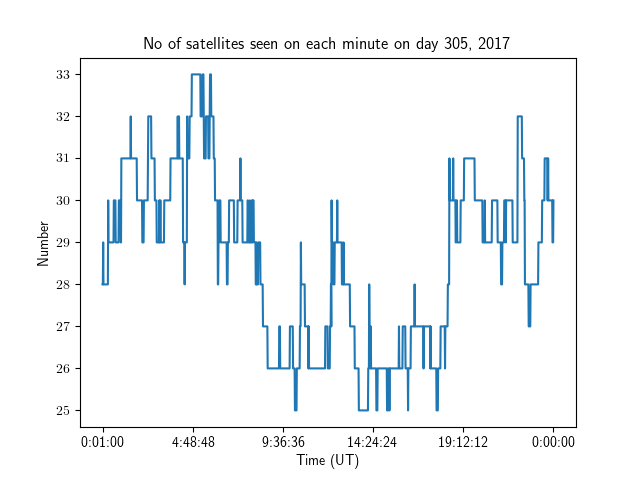 No of satellites seen on each minute on day 305, 2017
33
32
31
30
29
28
27
26
25
Number
0:01:00 4:48:48 9:36:36 14:24:24 19:12:12 0:00:00
Time (UT)